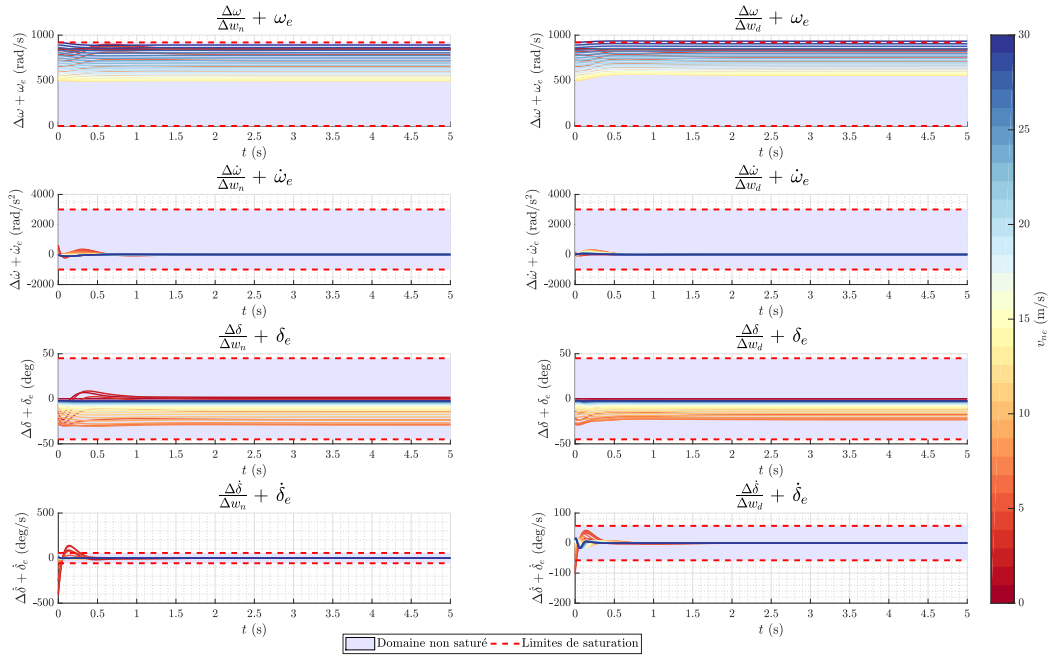 Δω/Δw_n + ω_e
Δω + ω_e (rad/s)
1000
500
0
0 0.5 1 1.5 2 2.5 3 3.5 4 4.5 5
t (s)
Δω/Δw_d + ω_e
Δω + ω_e (rad/s)
1000
500
0
0 0.5 1 1.5 2 2.5 3 3.5 4 4.5 5
t (s)
Δω̇/Δw_n + ω̇_e
Δω̇ + ω̇_e (rad/s²)
4000
2000
0
-2000
0 0.5 1 1.5 2 2.5 3 3.5 4 4.5 5
t (s)
Δω̇/Δw_d + ω̇_e
Δω̇ + ω̇_e (rad/s²)
4000
2000
0
-2000
0 0.5 1 1.5 2 2.5 3 3.5 4 4.5 5
t (s)
Δδ/Δw_n + δ_e
Δδ + δ_e (deg)
50
0
-50
0 0.5 1 1.5 2 2.5 3 3.5 4 4.5 5
t (s)
Δδ/Δw_d + δ_e
Δδ + δ_e (deg)
50
0
-50
0 0.5 1 1.5 2 2.5 3 3.5 4 4.5 5
t (s)
Δδ̇/Δw_n + δ̇_e
Δδ̇ + δ̇_e (deg/s)
500
0
-500
0 0.5 1 1.5 2 2.5 3 3.5 4 4.5 5
t (s)
Δδ̇/Δw_d + δ̇_e
Δδ̇ + δ̇_e (deg/s)
100
0
-100
-200
0 0.5 1 1.5 2 2.5 3 3.5 4 4.5 5
t (s)
30
25
20
15
10
5
0
v_ne (m/s)
Domaine non saturé Limites de saturation